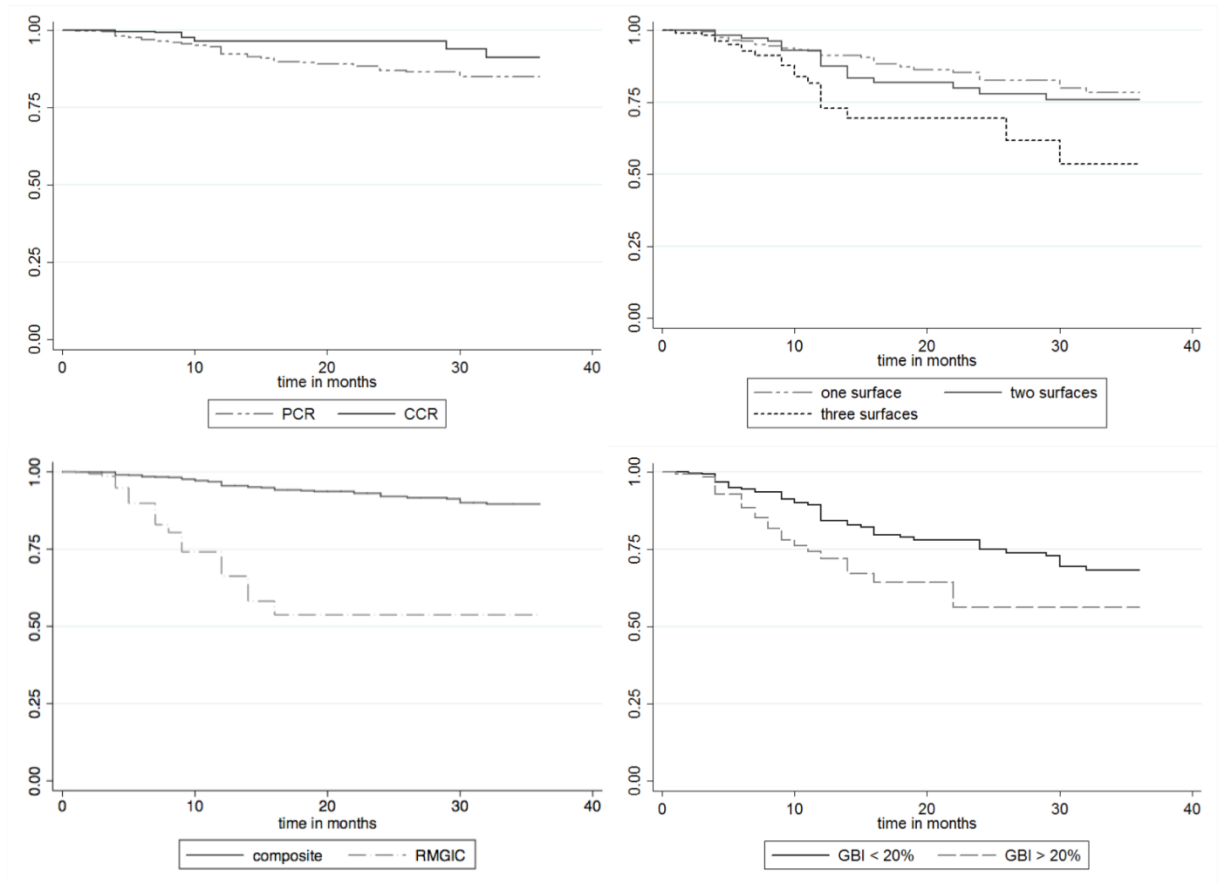 1.00
0.75
0.50
0.25
0.00
0 10 20 30 40
time in months
PCR CCR
1.00
0.75
0.50
0.25
0.00
0 10 20 30 40
time in months
one surface two surfaces
three surfaces
1.00
0.75
0.50
0.25
0.00
0 10 20 30 40
time in months
composite RMGIC
1.00
0.75
0.50
0.25
0.00
0 10 20 30 40
time in months
GBI < 20% GBI > 20%